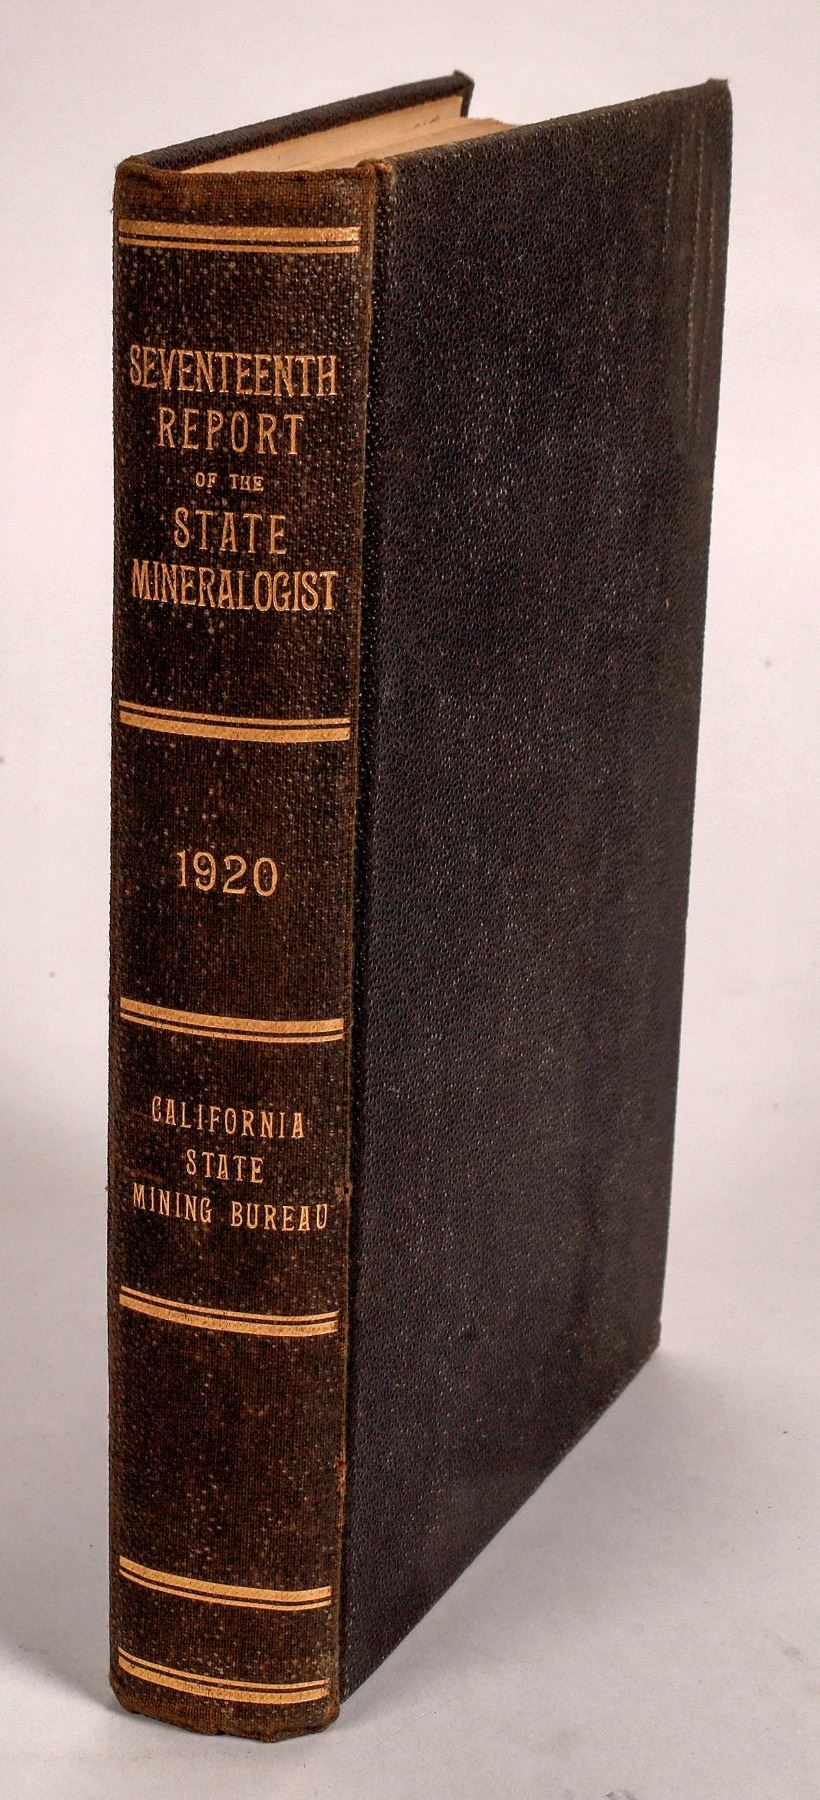 SEVENTEENTH
REPORT
OF THE
STATE
MINERALOGIST
1920
CALIFORNIA
STATE
MINING BUREAU